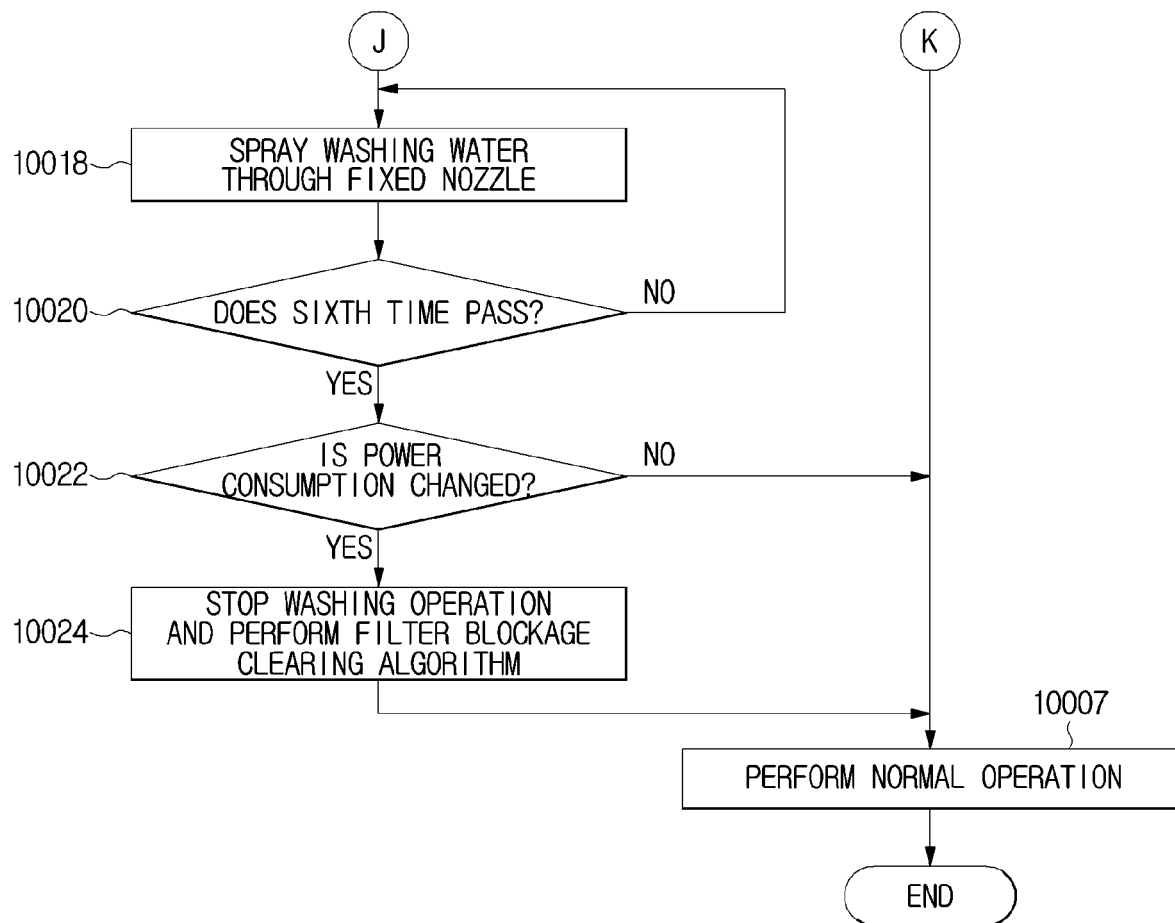 J
K
10018
SPRAY WASHING WATER
THROUGH FIXED NOZZLE
10020
DOES SIXTH TIME PASS?
NO
YES
10022
IS POWER
CONSUMPTION CHANGED?
NO
YES
10024
STOP WASHING OPERATION
AND PERFORM FILTER BLOCKAGE
CLEARING ALGORITHM
10007
PERFORM NORMAL OPERATION
END